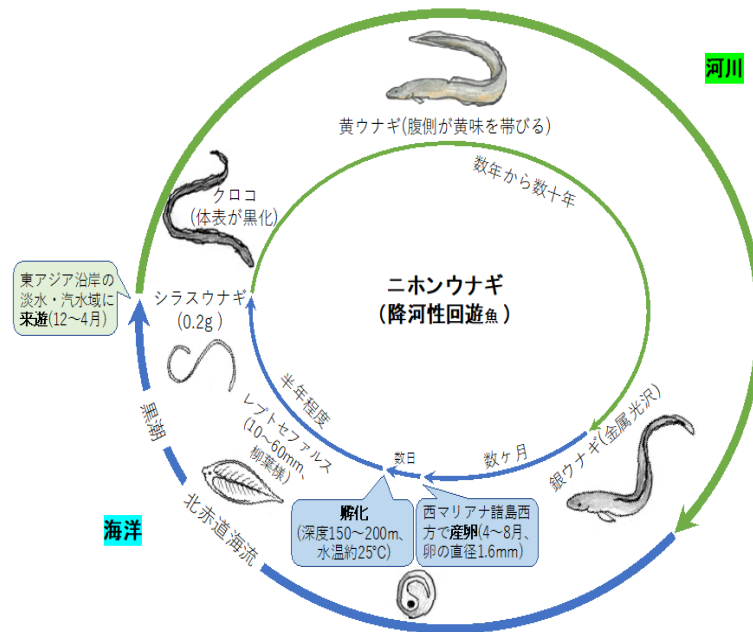 河川
黄ウナギ(腹側が黄味を帯びる)
数年から数十年
クロコ
(体表が黒化)
ニホンウナギ
(降河性回遊魚)
東アジア沿岸の
淡水・汽水域に
来遊(12～4月)
シラスウナギ
(0.2g)
半年程度
レプトセファルス
(10～60mm、
柳葉様)
黒潮
北赤道海流
海洋
数日
数ヶ月
銀ウナギ(金属光沢)
孵化
(深度150～200m、
水温約25°C)
西マリアナ諸島西
方で産卵(4～8月、
卵の直径1.6mm)